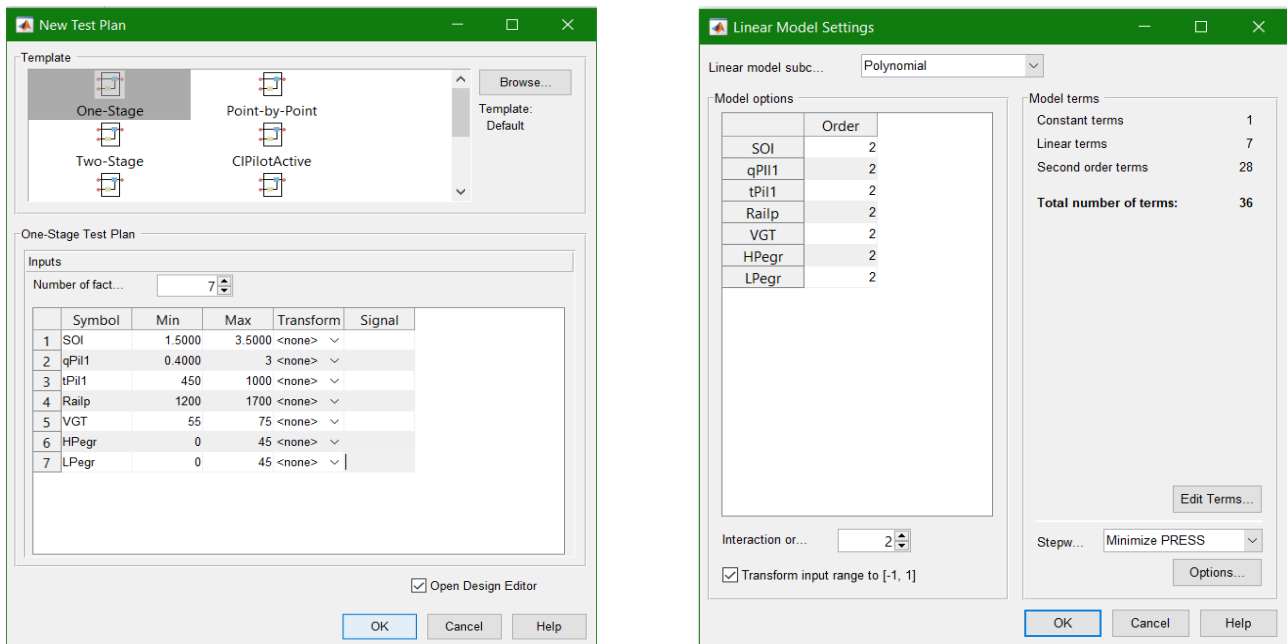 New Test Plan
Template
One-Stage
Point-by-Point
Browse...
Template:
Default
Two-Stage
CIPilotActive
One-Stage Test Plan
Inputs
Number of fact...
7
Symbol Min Max Transform Signal
1 SOI 1.5000 3.5000 <none>
2 qPil1 0.4000 3 <none>
3 tPil1 450 1000 <none>
4 Railp 1200 1700 <none>
5 VGT 55 75 <none>
6 HPegr 0 45 <none>
7 LPegr 0 45 <none>
Open Design Editor
OK Cancel Help
Linear Model Settings
Linear model subc... Polynomial
Model options
Order
SOI 2
qPIl1 2
tPil1 2
Railp 2
VGT 2
HPegr 2
LPegr 2
Interaction or... 2
Transform input range to [-1, 1]
Model terms
Constant terms 1
Linear terms 7
Second order terms 28
Total number of terms: 36
Edit Terms...
Stepw... Minimize PRESS
Options...
OK Cancel Help